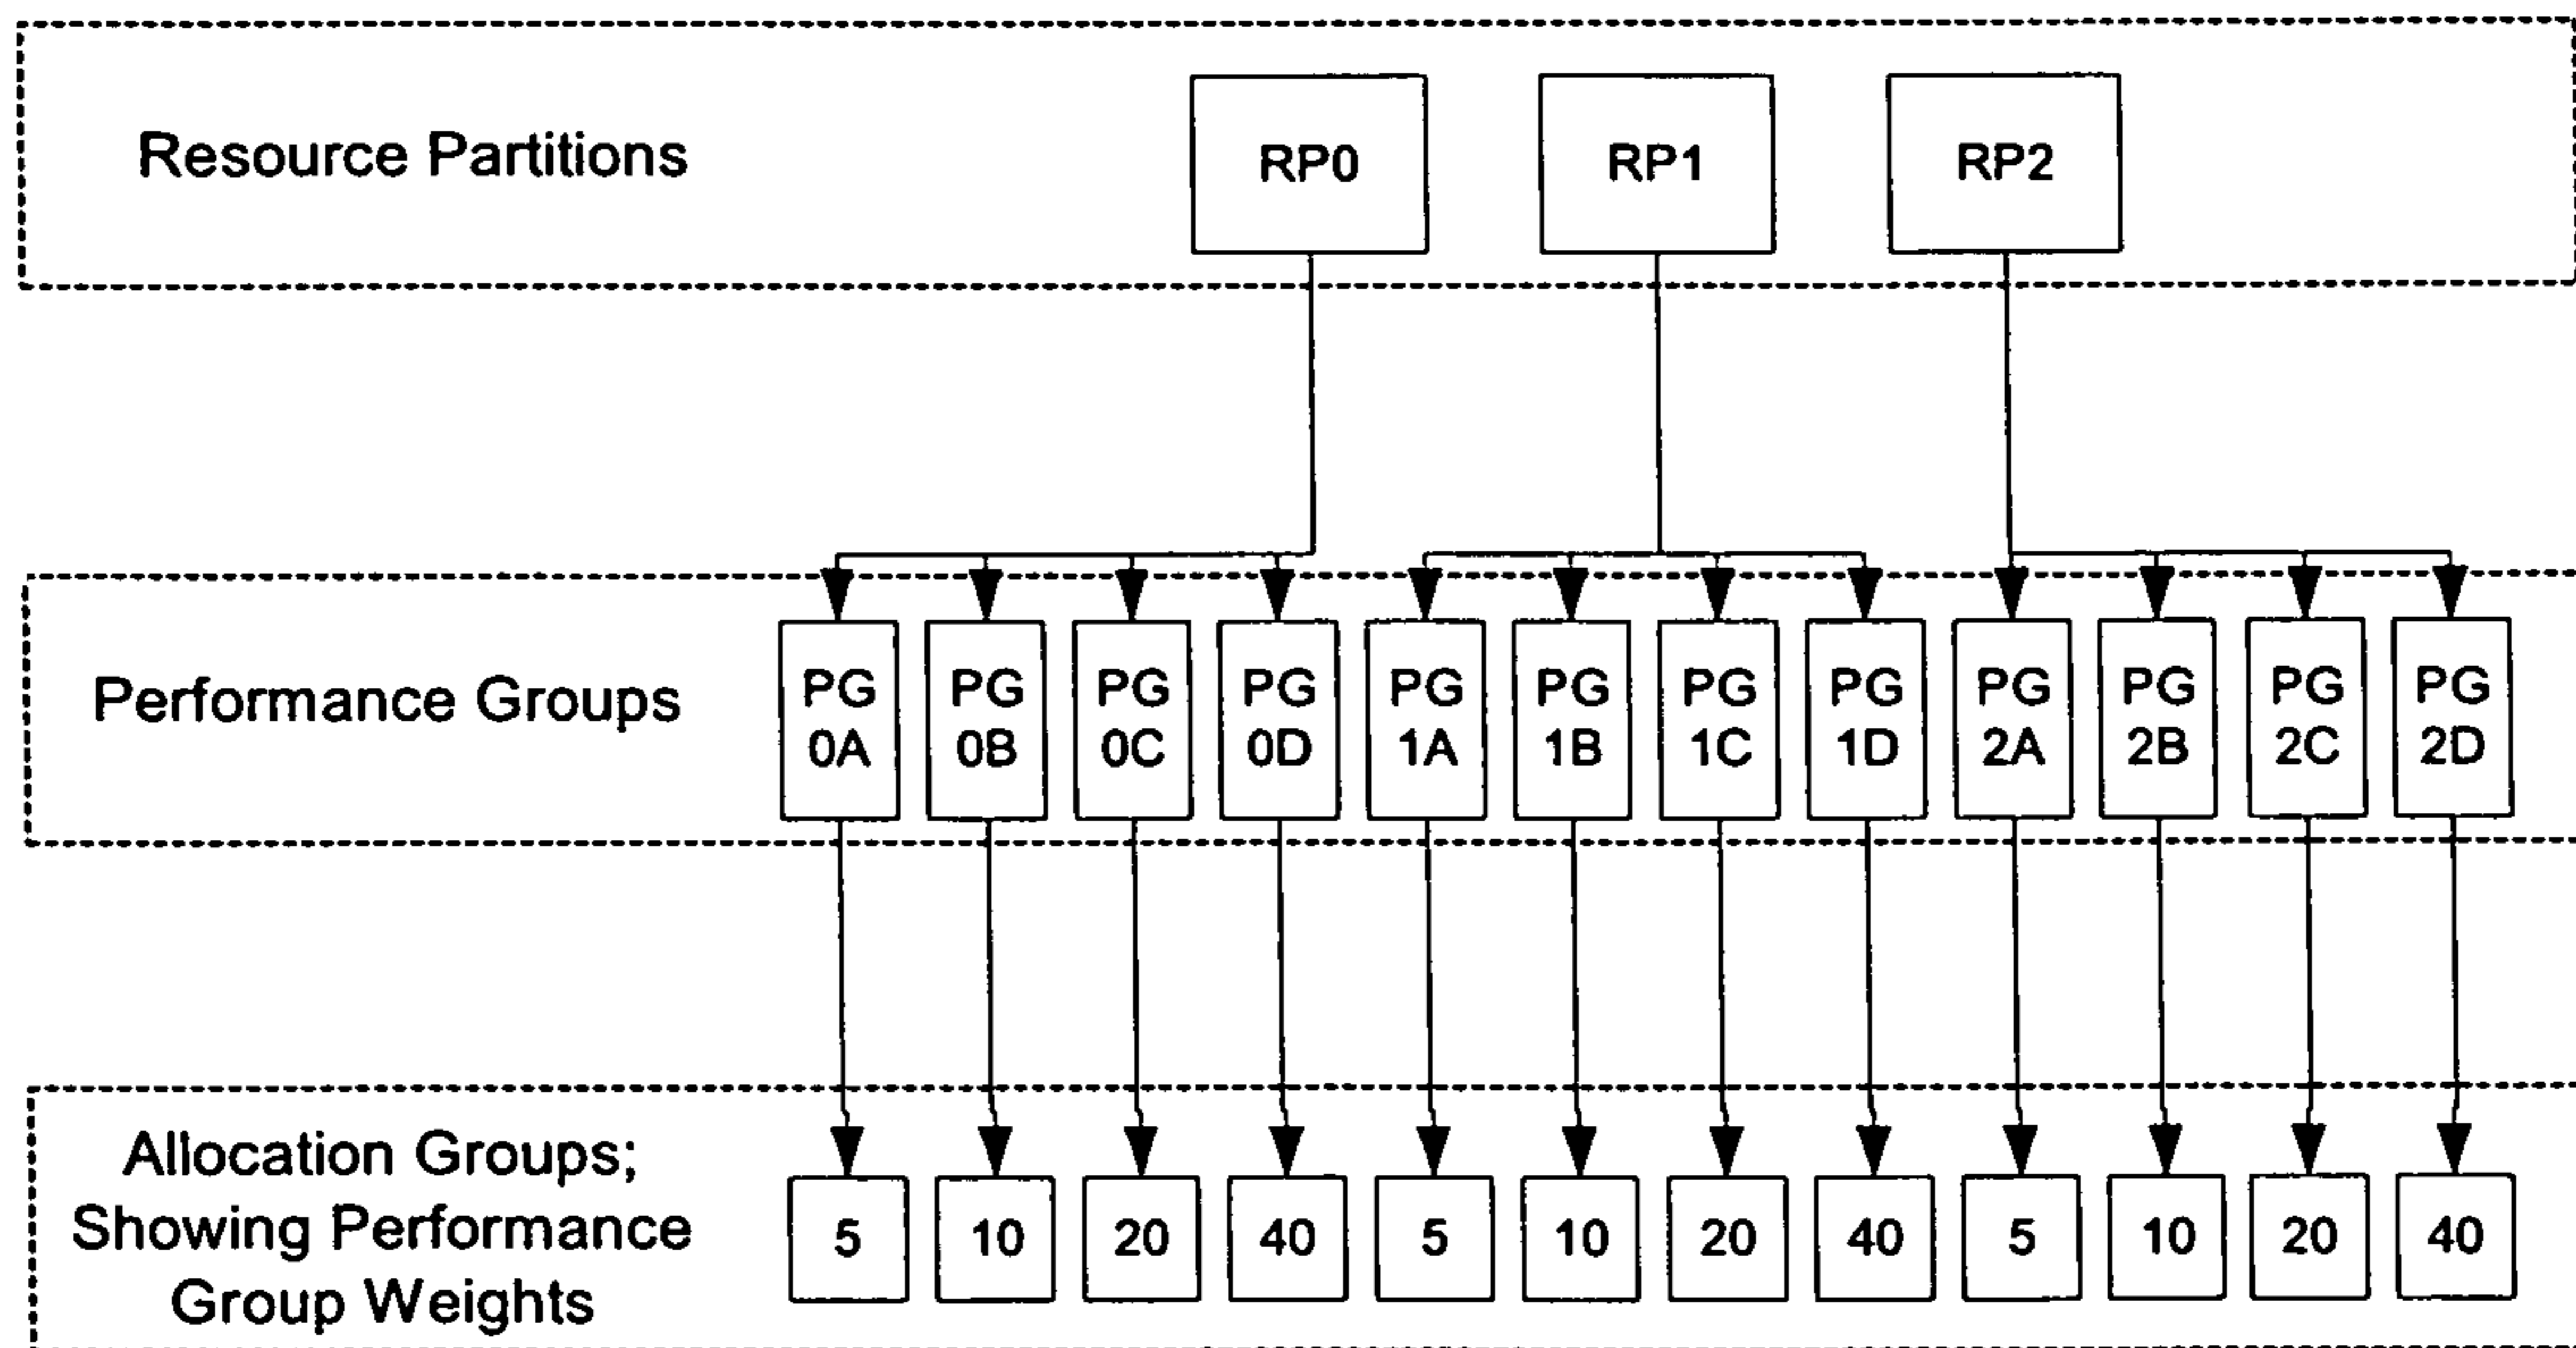 Resource Partitions
RP0
RP1
RP2
Performance Groups
PG
0A
PG
0B
PG
0C
PG
0D
PG
1A
PG
1B
PG
1C
PG
1D
PG
2A
PG
2B
PG
2C
PG
2D
Allocation Groups;
Showing Performance
Group Weights
5
10
20
40
5
10
20
40
5
10
20
40